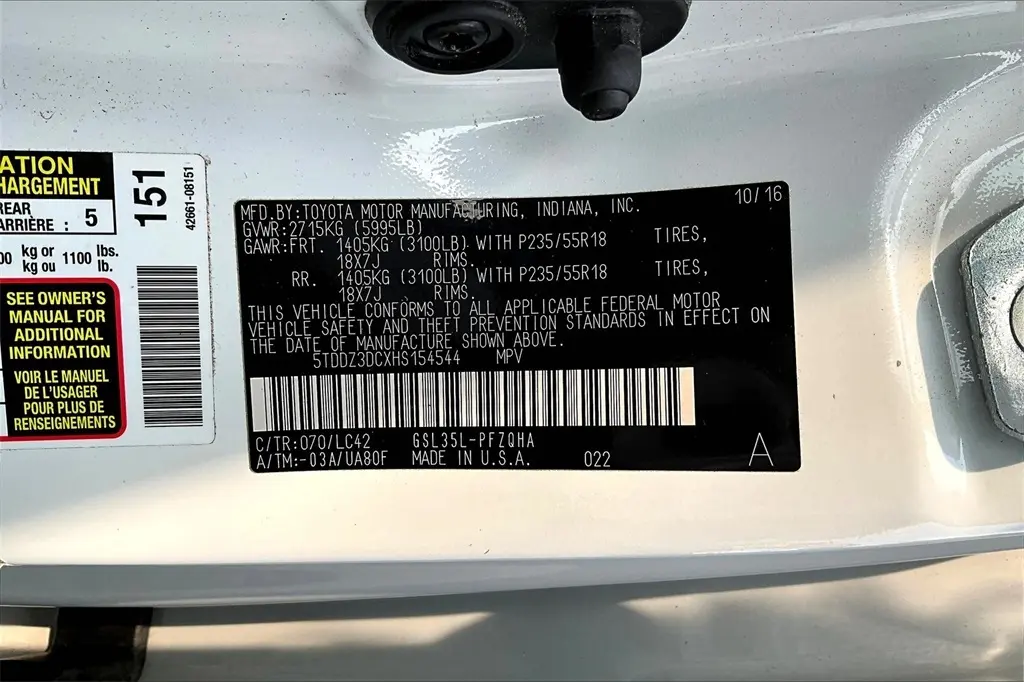 ATION
HARGEMENT
REAR
ARRIÈRE : 5
00 kg or 1100 lbs.
kg ou lb.
SEE OWNER'S
MANUAL FOR
ADDITIONAL
INFORMATION
VOIR LE MANUEL
DE L'USAGER
POUR PLUS DE
RENSEIGNEMENTS
151
42661-08151
10/16
MFD.BY:TOYOTA MOTOR MANUFACTURING, INDIANA, INC.
GVWR:2715KG (5995LB)
GAWR:FRT. 1405KG (3100LB) WITH P235/55R18 TIRES,
18X7J RIMS.
RR. 1405KG (3100LB) WITH P235/55R18 TIRES,
18X7J RIMS.
THIS VEHICLE CONFORMS TO ALL APPLICABLE FEDERAL MOTOR
VEHICLE SAFETY AND THEFT PREVENTION STANDARDS IN EFFECT ON
THE DATE OF MANUFACTURE SHOWN ABOVE.
5TDDZ3DCXHS154544 MPV
C/TR:070/LC42 GSL35L-PFZQHA
A/TM:-03A/UA80F MADE IN U.S.A. 022 A